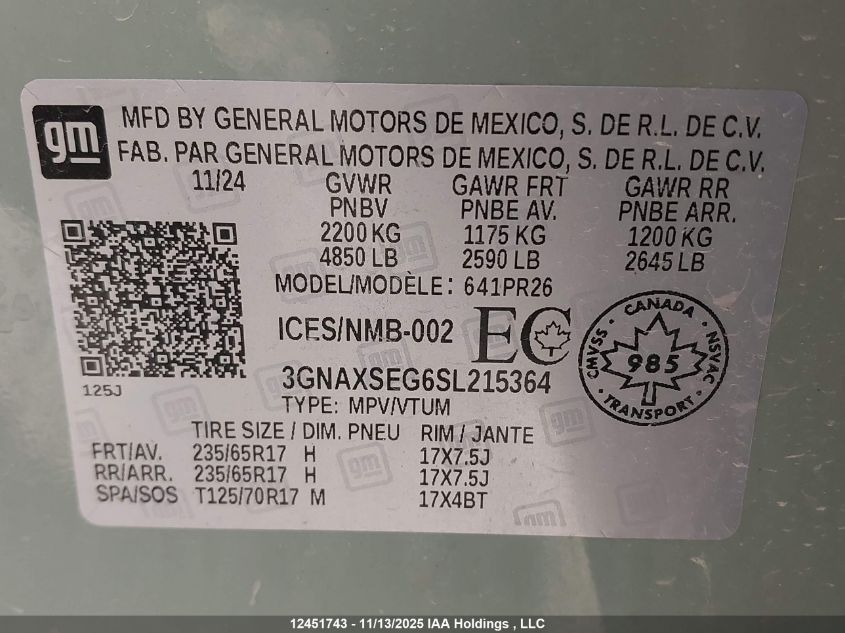 gm
MFD BY GENERAL MOTORS DE MEXICO, S. DE R.L. DE C.V.
FAB. PAR GENERAL MOTORS DE MEXICO, S. DE R.L. DE C.V.
11/24 GVWR GAWR FRT GAWR RR
PNBV PNBE AV. PNBE ARR.
2200 KG 1175 KG 1200 KG
4850 LB 2590 LB 2645 LB
MODEL/MODÈLE: 641PR26
ICES/NMB-002 EC
CANADA
CMVSS 985 NSVAC
TRANSPORT
3GNAXSEG6SL215364
125J
TYPE: MPV/VTUM
TIRE SIZE / DIM. PNEU RIM / JANTE
FRT/AV. 235/65R17 H 17X7.5J
RR/ARR. 235/65R17 H 17X7.5J
SPA/SOS T125/70R17 M 17X4BT
gm
12451743 - 11/13/2025 IAA Holdings , LLC